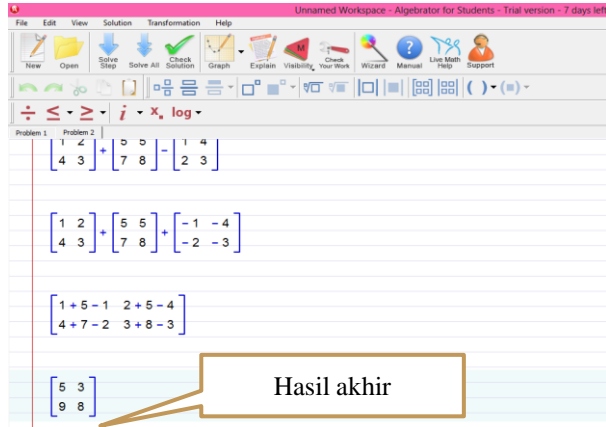 Unnamed Workspace - Algebrator for Students - Trial version - 7 days left
File Edit View Solution Transformation Help
New Open Solve Step Solve All Check Solution Graph Explain Visibility Check Your Work Wizard Manual Live Math Help Support
÷ ≤ ≥ i x log
Problem 1 Problem 2
[1 2; 4 3] + [5 5; 7 8] - [1 4; 2 3]
[1 2; 4 3] + [5 5; 7 8] + [-1 -4; -2 -3]
[1+5-1 2+5-4; 4+7-2 3+8-3]
[5 3; 9 8]
Hasil akhir